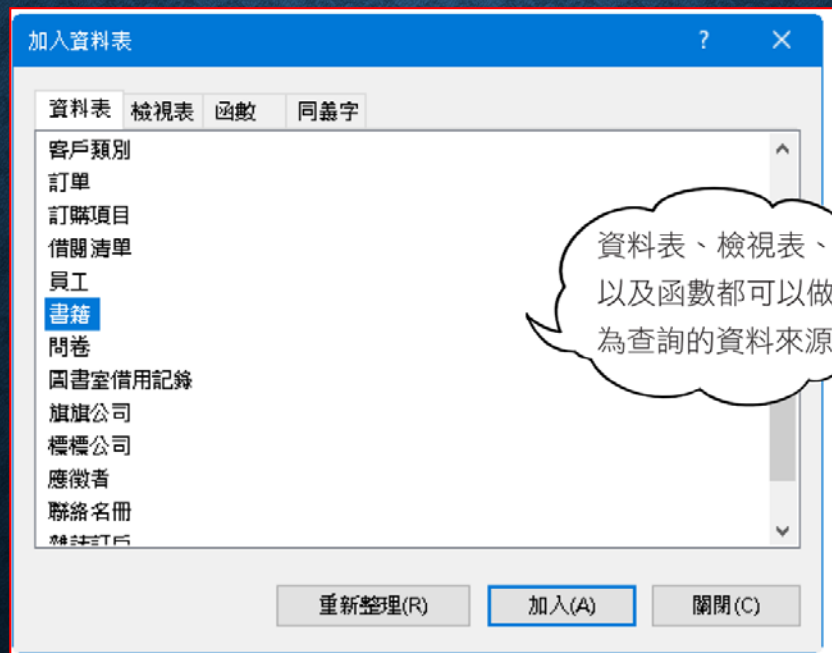 加入資料表
資料表 檢視表 函數 同義字
客戶類別
訂單
訂購項目
借閱清單
員工
書籍
問卷
圖書室借用記錄
旗旗公司
標標公司
應徵者
聯絡名冊
雜誌訂戶
資料表、檢視表、
以及函數都可以做
為查詢的資料來源
重新整理(R) 加入(A) 關閉(C)